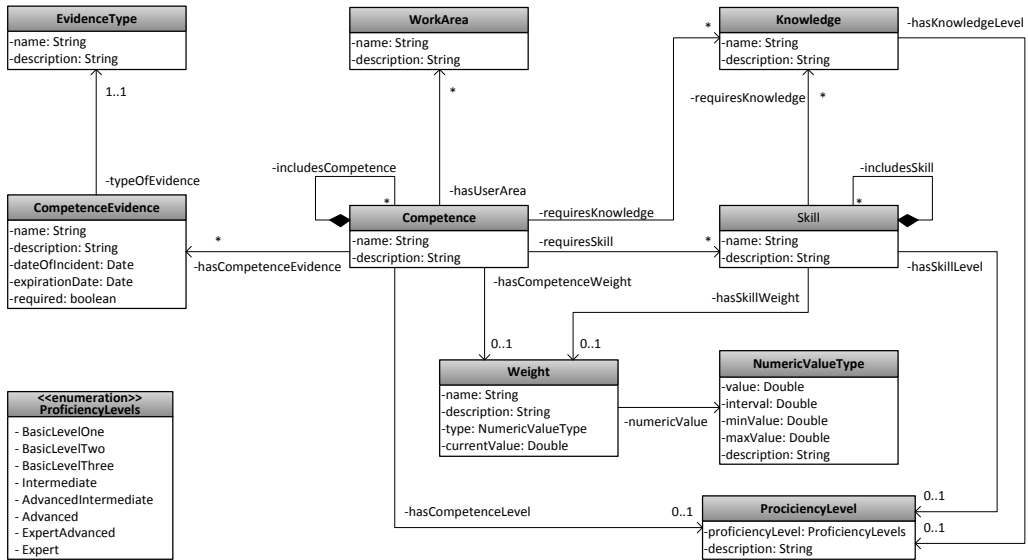 EvidenceType
-name: String
-description: String
1..1
-typeOfEvidence
WorkArea
-name: String
-description: String
*
-hasUserArea
Knowledge
-name: String
-description: String
-hasKnowledgeLevel
*
-requiresKnowledge
*
-includesCompetence
*
-includesSkill
*
CompetenceEvidence
-name: String
-description: String
-dateOfIncident: Date
-expirationDate: Date
-required: boolean
*
-hasCompetenceEvidence
Competence
-name: String
-description: String
-requiresKnowledge
-requiresSkill
*
Skill
-name: String
-description: String
-hasSkillLevel
-hasCompetenceWeight
-hasSkillWeight
0..1
0..1
Weight
-name: String
-description: String
-type: NumericValueType
-currentValue: Double
-numericValue
NumericValueType
-value: Double
-interval: Double
-minValue: Double
-maxValue: Double
-description: String
<<enumeration>>
ProficiencyLevels
- BasicLevelOne
- BasicLevelTwo
- BasicLevelThree
- Intermediate
- AdvancedIntermediate
- Advanced
- ExpertAdvanced
- Expert
-hasCompetenceLevel
0..1
0..1
0..1
ProciciencyLevel
-proficiencyLevel: ProficiencyLevels
-description: String